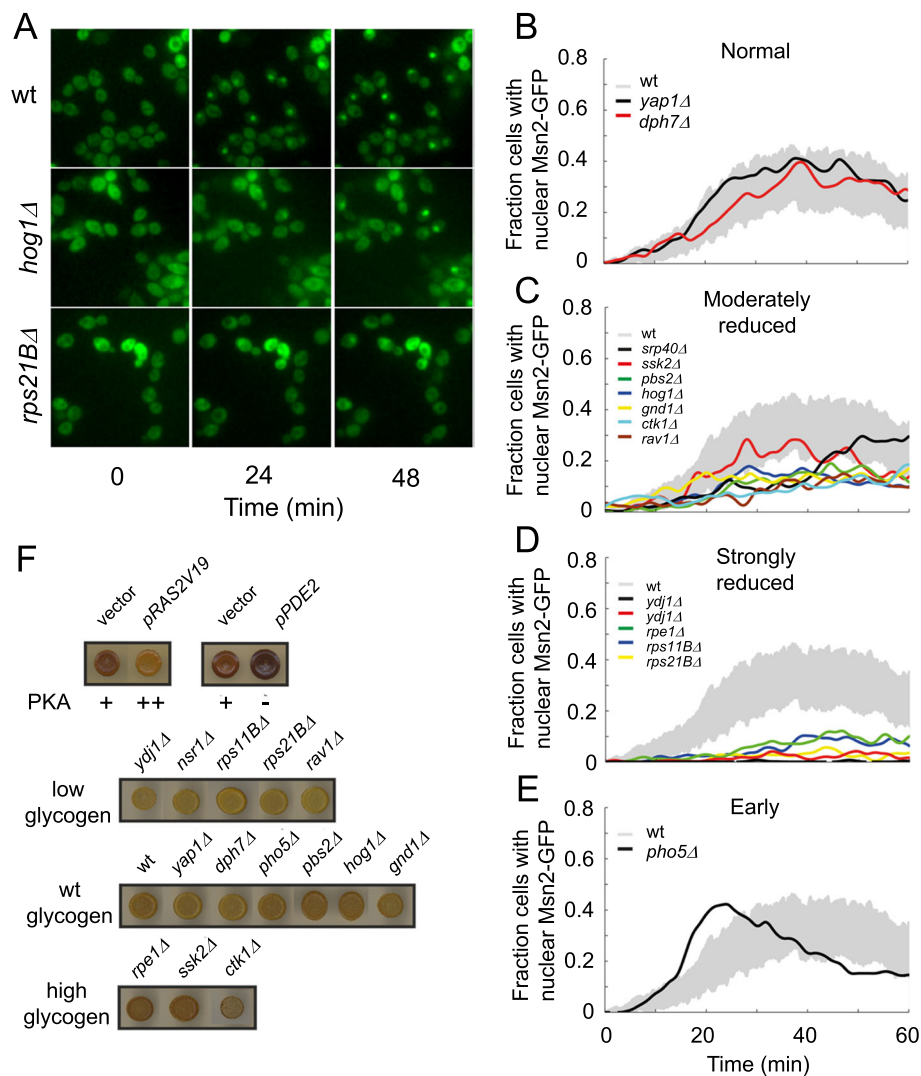 A
wt
hog1Δ
rps21BΔ
0 24 48
Time (min)
B
Normal
Fraction cells with
nuclear Msn2-GFP
0.8
0.6
0.4
0.2
0
wt
yap1Δ
dph7Δ
C
Moderately
reduced
Fraction cells with
nuclear Msn2-GFP
0.8
0.6
0.4
0.2
0
wt
srp40Δ
ssk2Δ
pbs2Δ
hog1Δ
gnd1Δ
ctk1Δ
rav1Δ
D
Strongly
reduced
Fraction cells with
nuclear Msn2-GFP
0.8
0.6
0.4
0.2
0
wt
ydj1Δ
ydj1Δ
rpe1Δ
rps11BΔ
rps21BΔ
E
Early
Fraction cells with
nuclear Msn2-GFP
0.8
0.6
0.4
0.2
0
wt
pho5Δ
0 20 40 60
Time (min)
F
vector pRAS2V19 vector pPDE2
PKA + ++ + -
ydj1Δ nsr1Δ rps11BΔ rps21BΔ rav1Δ
low
glycogen
wt yap1Δ dph7Δ pho5Δ pbs2Δ hog1Δ gnd1Δ
wt
glycogen
rpe1Δ ssk2Δ ctk1Δ
high
glycogen